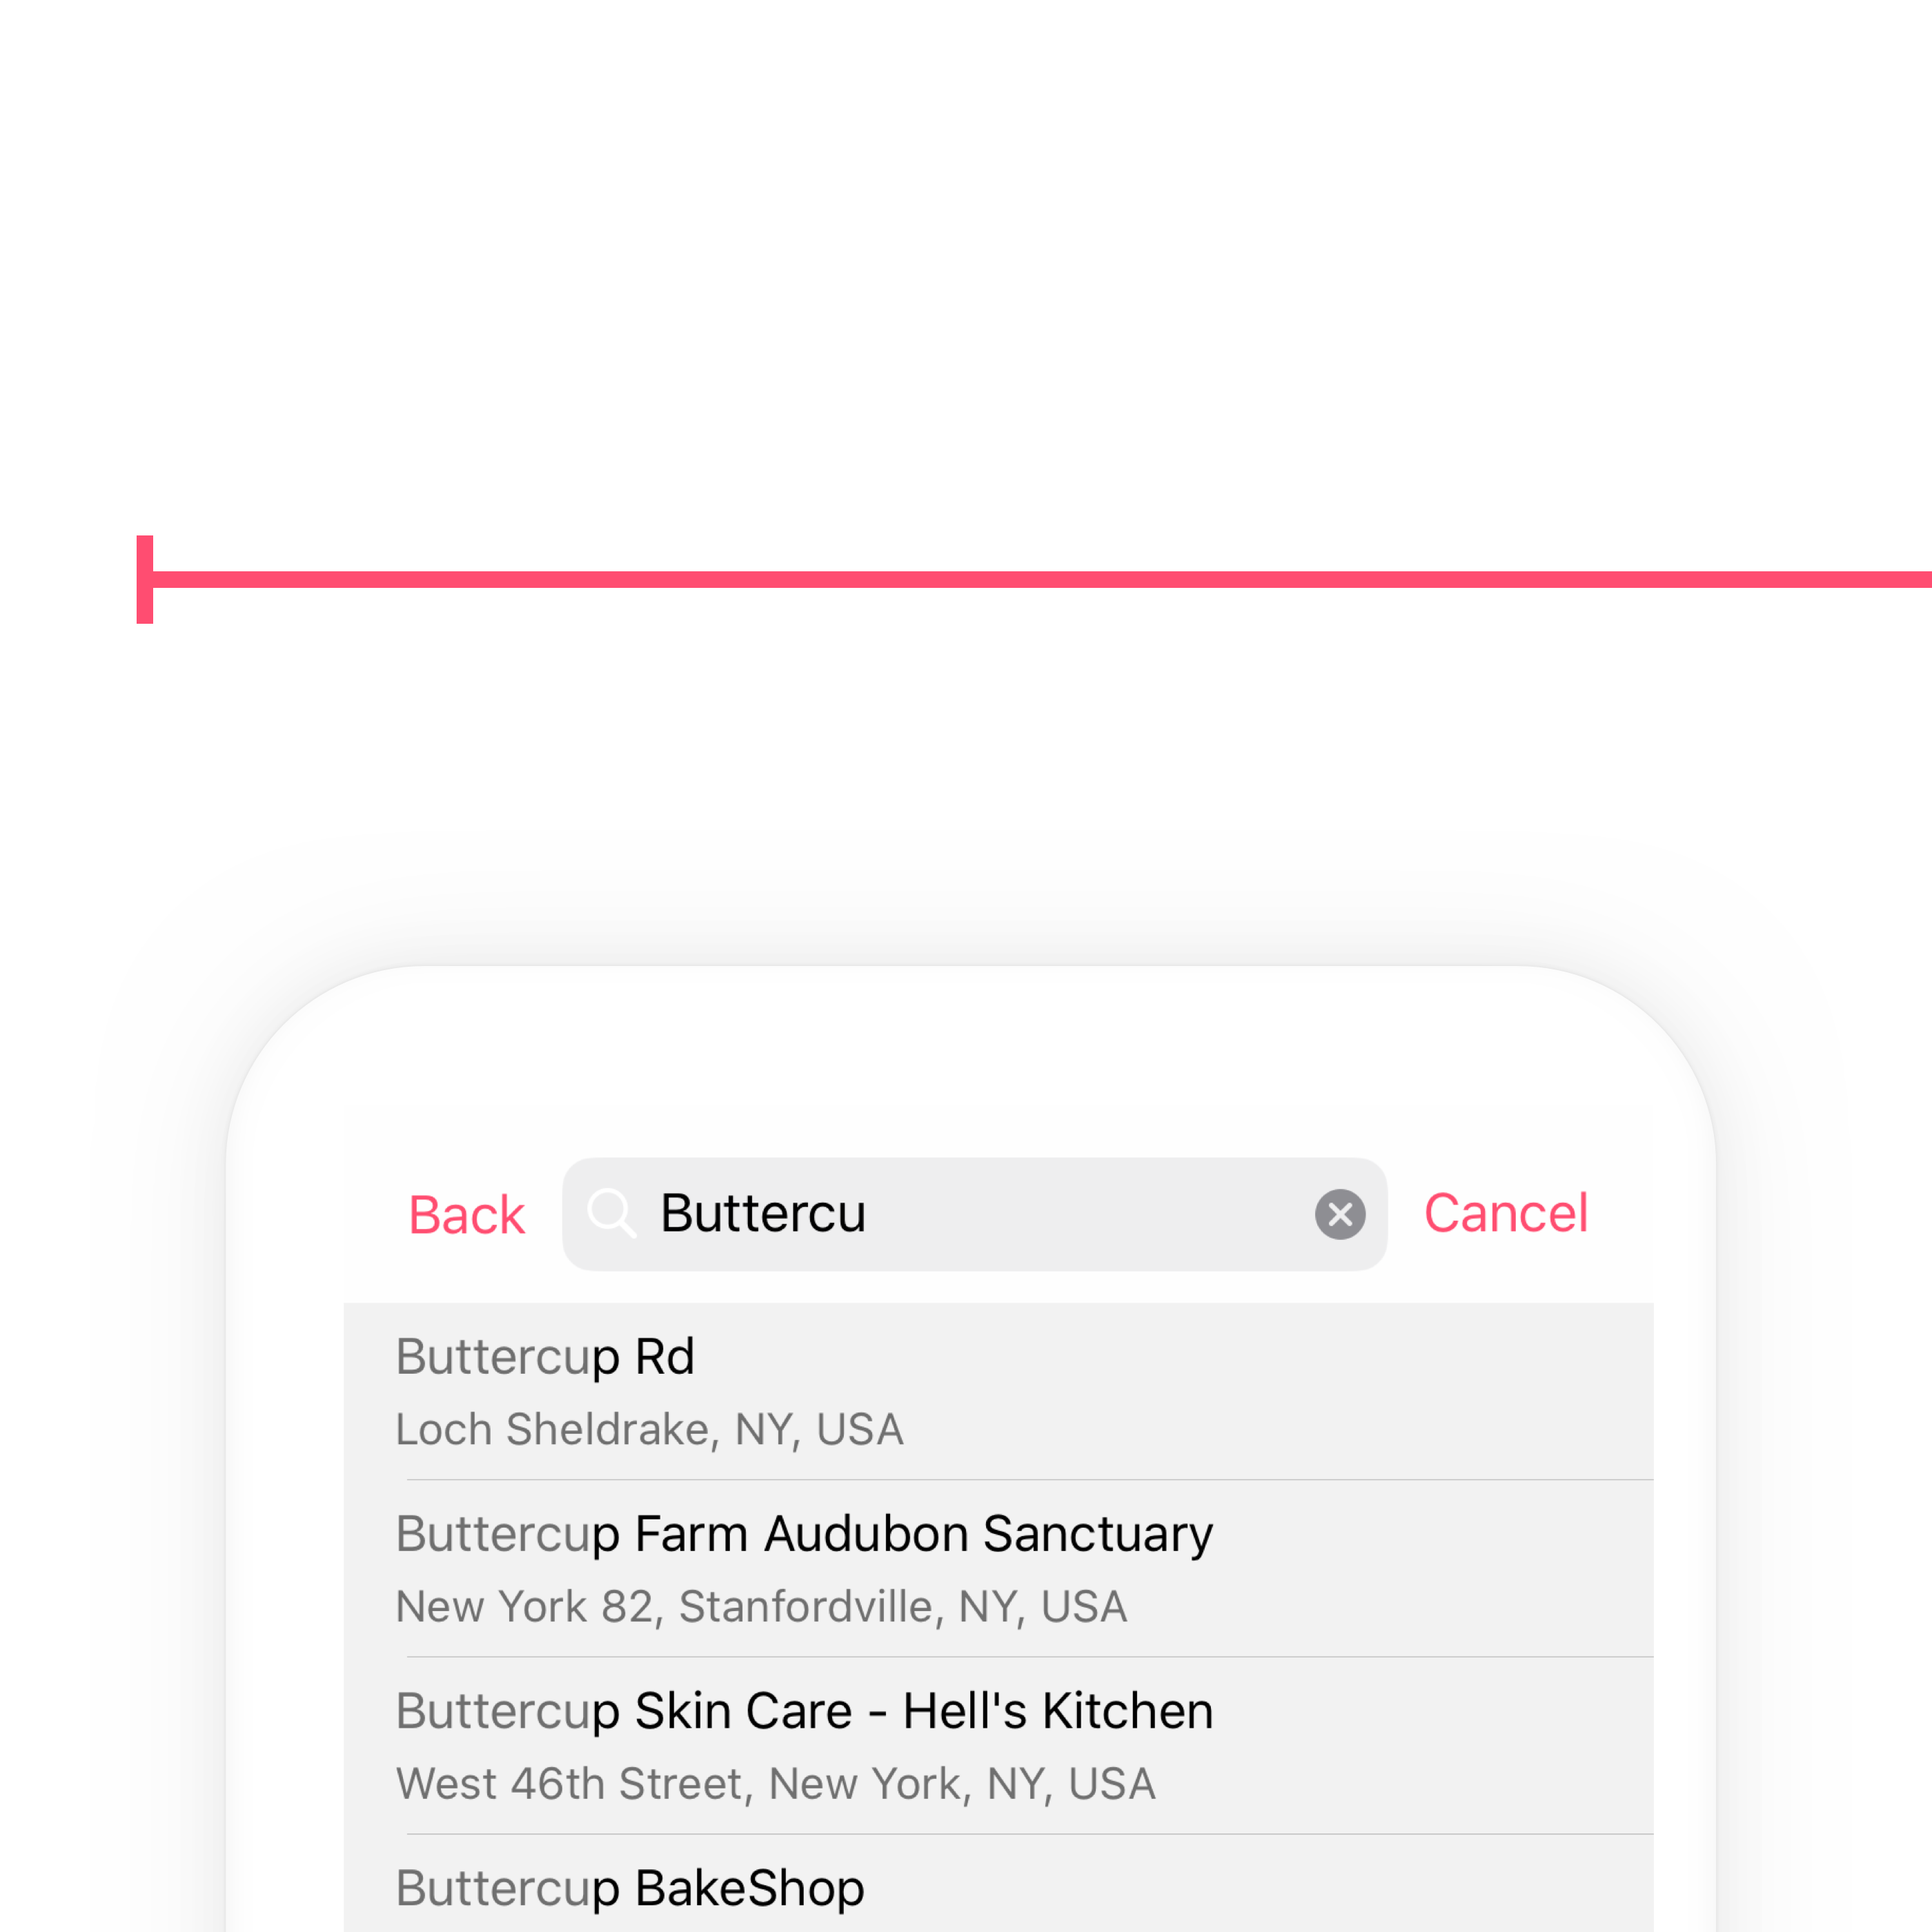 Back Buttercu Cancel
Buttercup Rd
Loch Sheldrake, NY, USA
Buttercup Farm Audubon Sanctuary
New York 82, Stanfordville, NY, USA
Buttercup Skin Care - Hell's Kitchen
West 46th Street, New York, NY, USA
Buttercup BakeShop